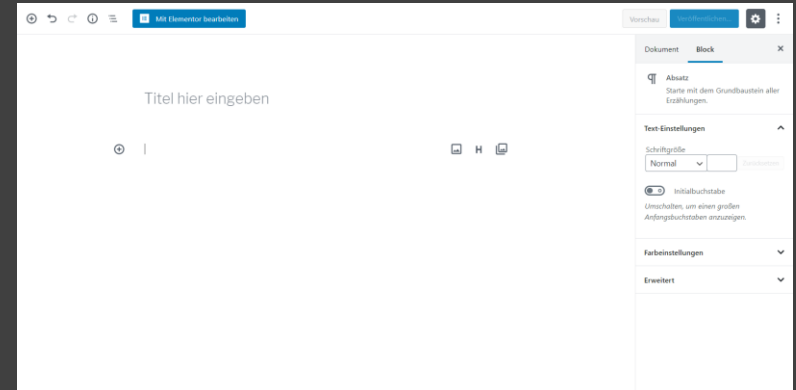 Mit Elementor bearbeiten
Vorschau
Veröffentlichen...
Dokument
Block
Absatz
Starte mit dem Grundbaustein aller
Erzählungen.
Titel hier eingeben
H
Text-Einstellungen
Schriftgröße
Normal
Initialbuchstabe
Umschalten, um einen großen
Anfangsbuchstaben anzuzeigen.
Farbeinstellungen
Erweitert